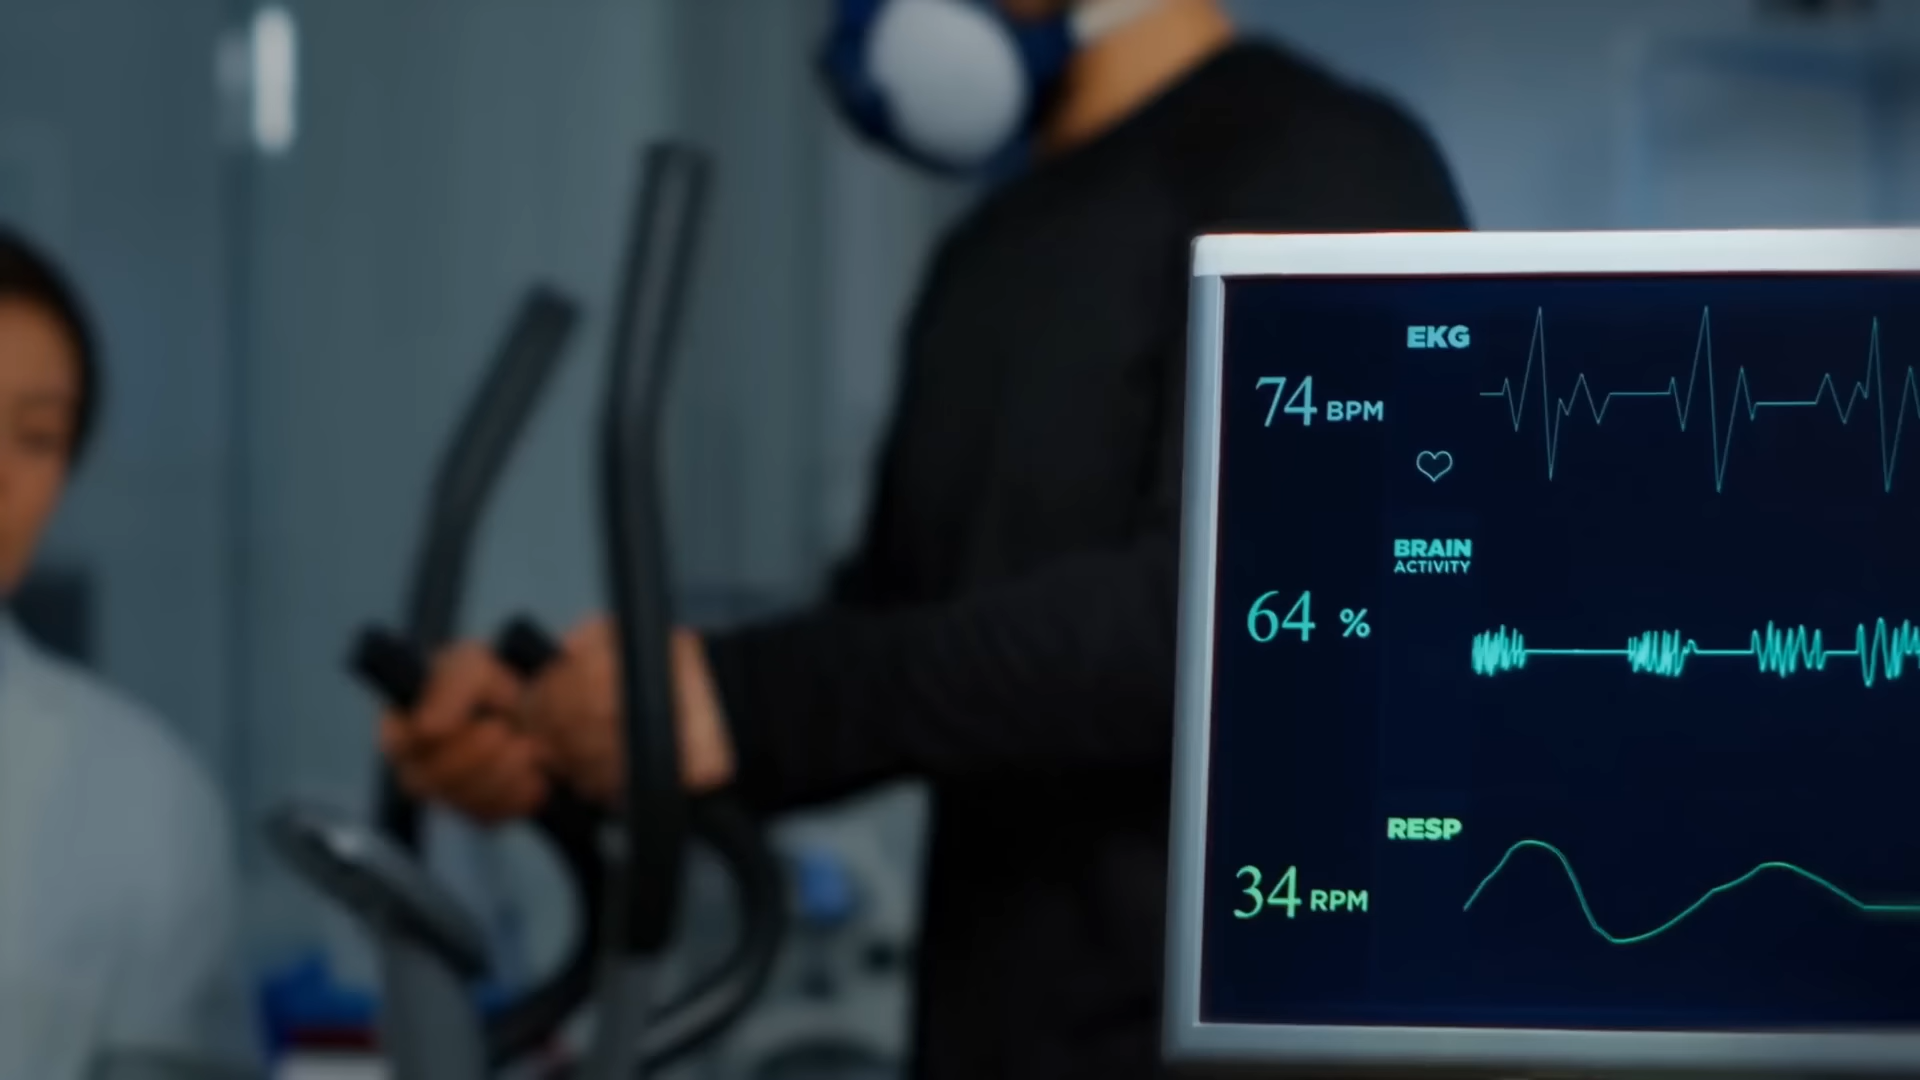 EKG
74 BPM
BRAIN
ACTIVITY
64 %
RESP
34 RPM